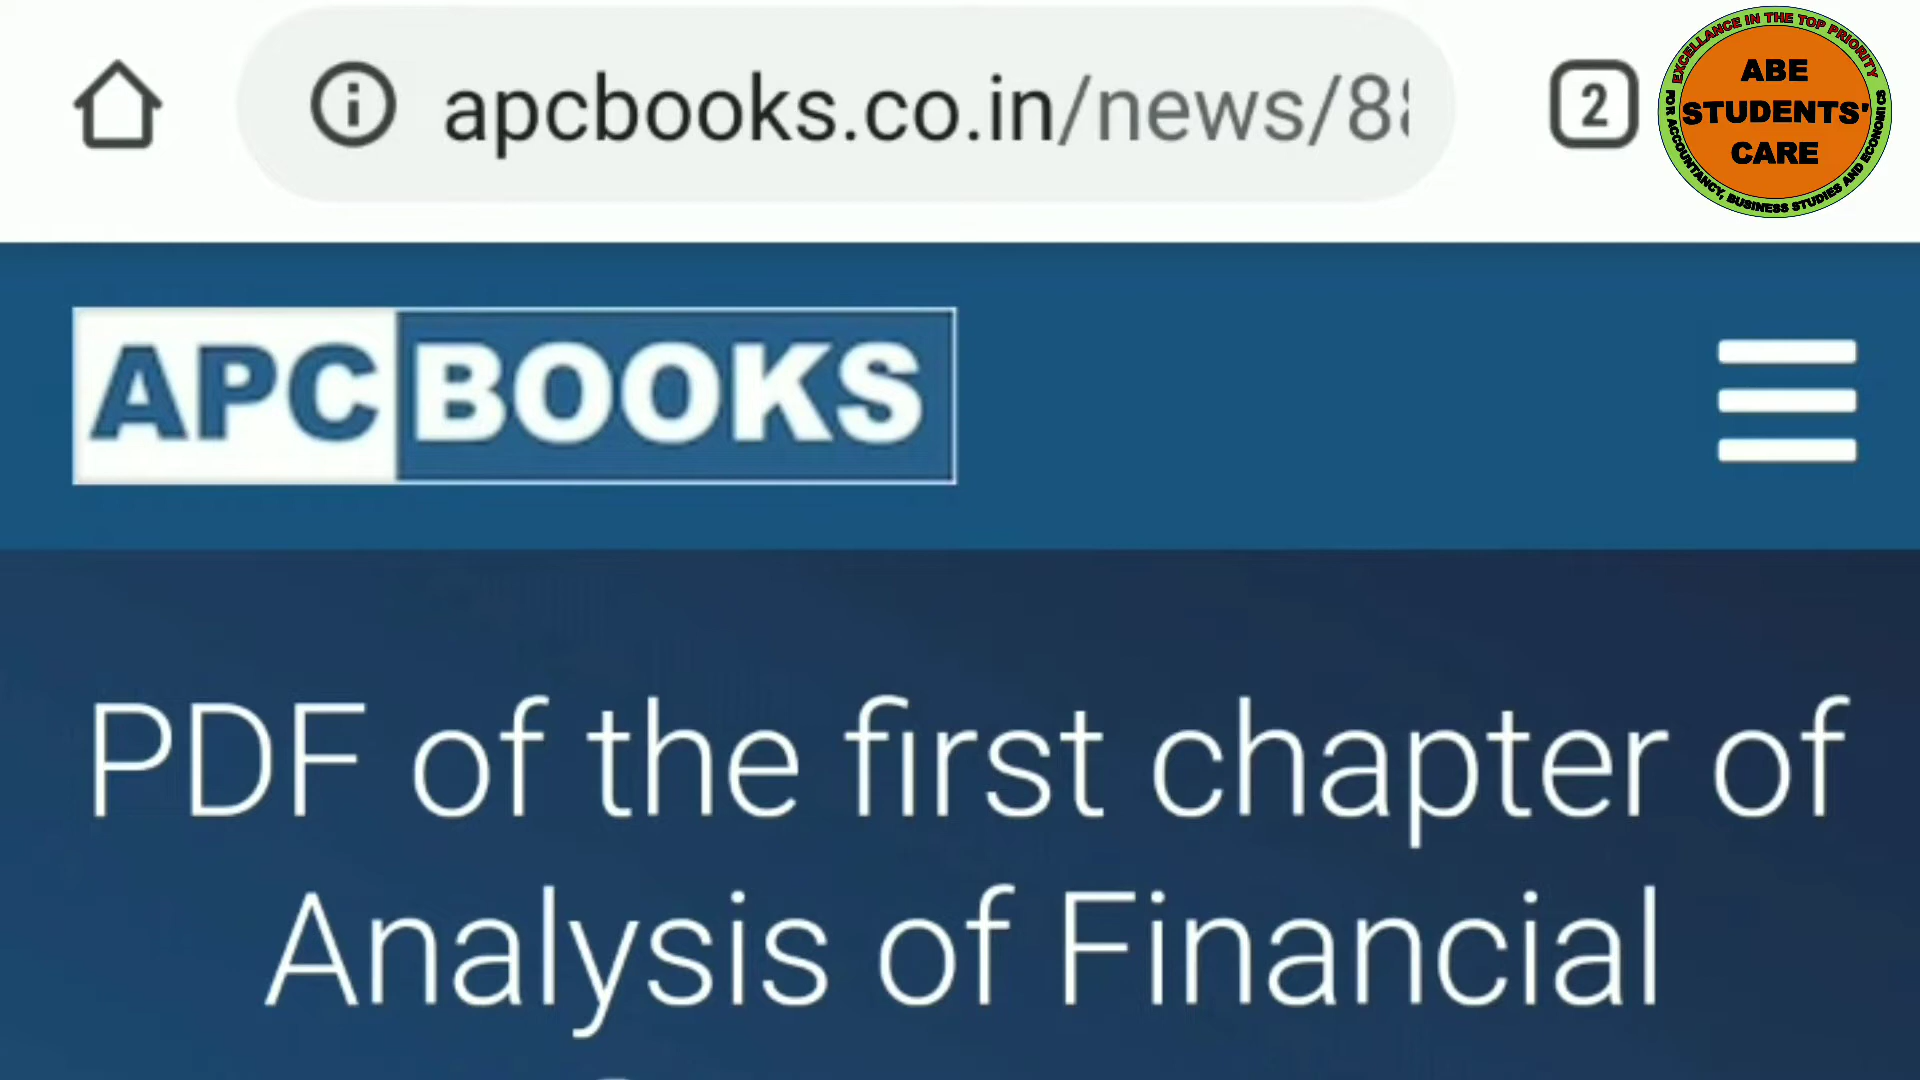 apcbooks.co.in/news/88
2
EXCELLANCE IN THE TOP PRIORITY
ABE
STUDENTS'
CARE
FOR ACCOUNTANCY, BUSINESS STUDIES AND ECONOMICS
APC BOOKS
PDF of the first chapter of
Analysis of Financial